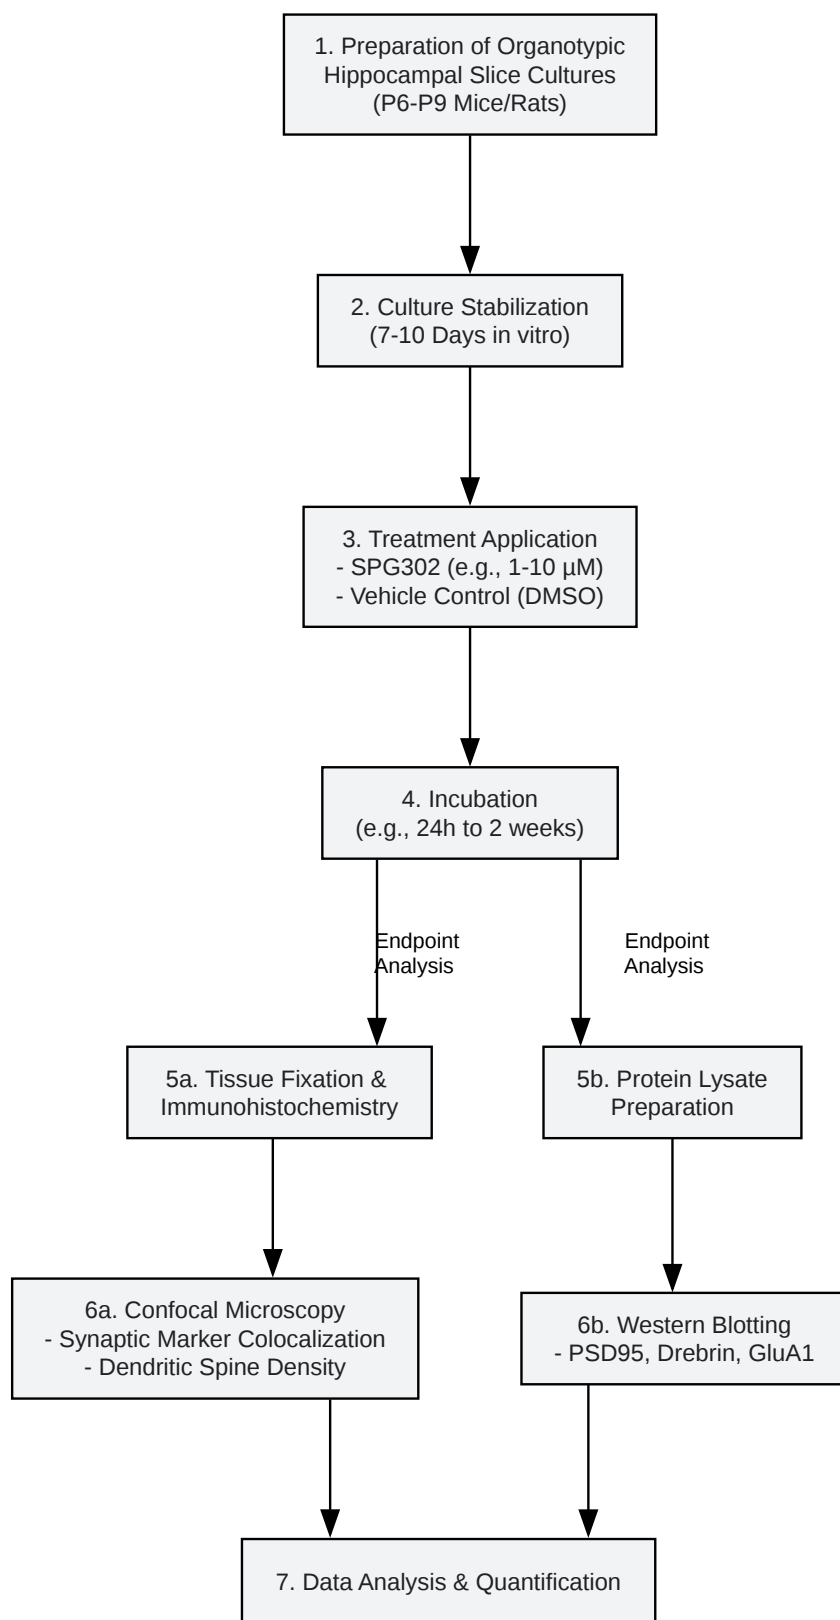 1. Preparation of Organotypic
Hippocampal Slice Cultures
(P6-P9 Mice/Rats)
2. Culture Stabilization
(7-10 Days in vitro)
3. Treatment Application
- SPG302 (e.g., 1-10 µM)
- Vehicle Control (DMSO)
4. Incubation
(e.g., 24h to 2 weeks)
Endpoint
Analysis
Endpoint
Analysis
5a. Tissue Fixation &
Immunohistochemistry
5b. Protein Lysate
Preparation
6a. Confocal Microscopy
- Synaptic Marker Colocalization
- Dendritic Spine Density
6b. Western Blotting
- PSD95, Drebrin, GluA1
7. Data Analysis & Quantification